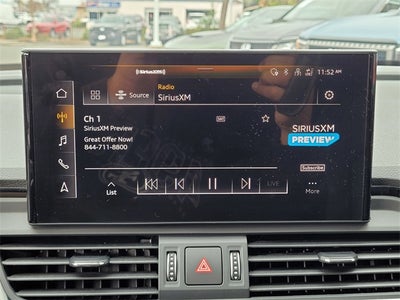 ((SiriusXM))
11:52 AM
Radio
Source
SiriusXM
Ch 1
SiriusXM Preview
Great Offer Now!
844-711-8800
SIRIUSXM
PREVIEW
Subscribe
List
LIVE
More